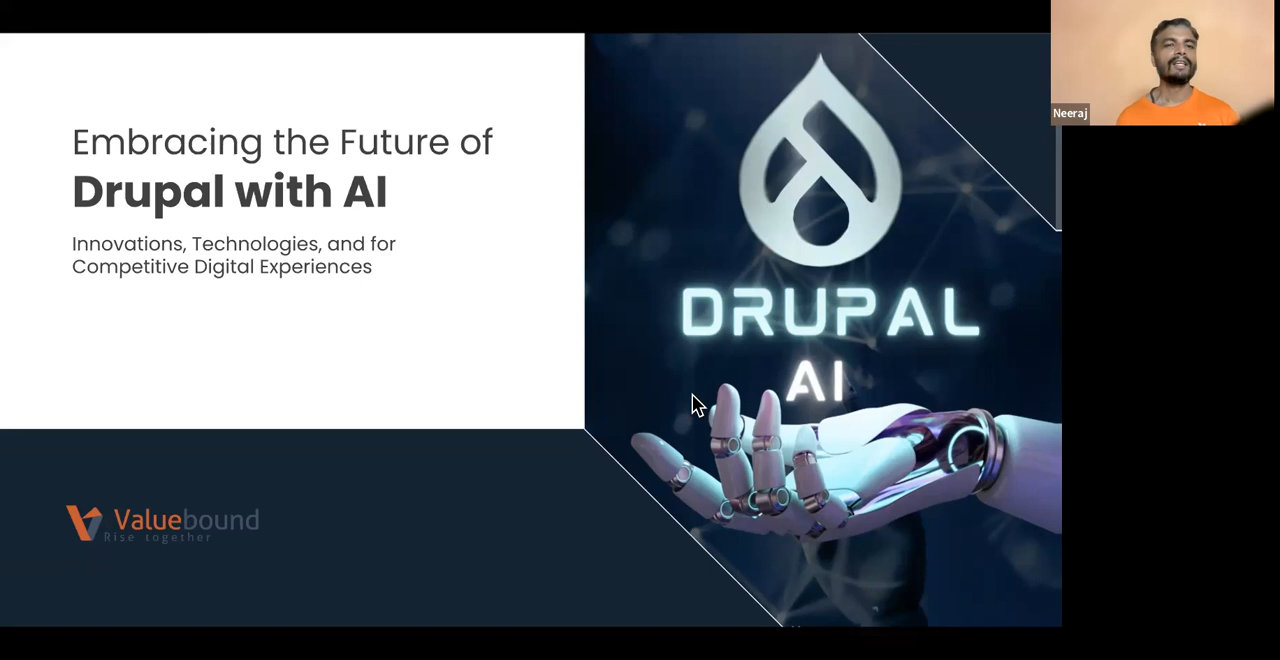 Embracing the Future of
Drupal with AI
Innovations, Technologies, and for
Competitive Digital Experiences
DRUPAL
AI
Valuebound
Rise together
Neeraj